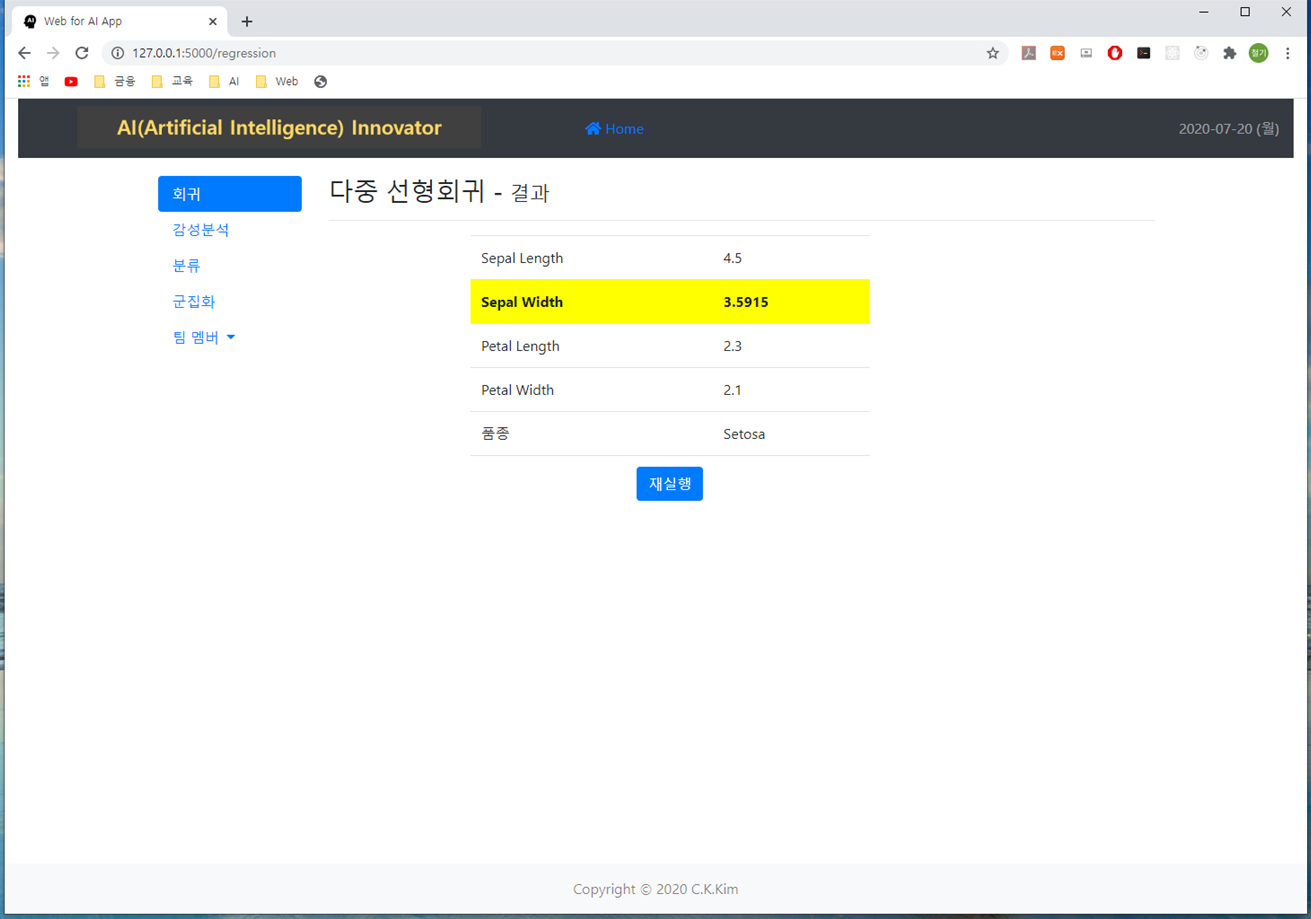 Web for AI App
127.0.0.1:5000/regression
철기
앱
금융
교육
AI
Web
AI(Artificial Intelligence) Innovator
Home
2020-07-20 (월)
회귀
감성분석
분류
군집화
팀 멤버
다중 선형회귀 - 결과
Sepal Length 4.5
Sepal Width 3.5915
Petal Length 2.3
Petal Width 2.1
품종 Setosa
재실행
Copyright © 2020 C.K.Kim